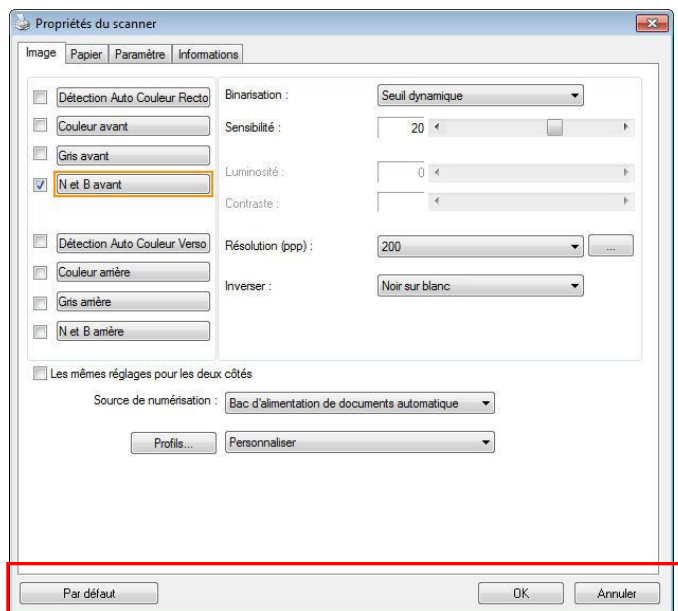 Propriétés du scanner
Image Papier Paramètre Informations
Détection Auto Couleur Recto
Couleur avant
Gris avant
N et B avant
Détection Auto Couleur Verso
Couleur arrière
Gris arrière
N et B arrière
Binarisation : Seuil dynamique
Sensibilité : 20
Luminosité : 0
Contraste :
Résolution (ppp) : 200 ...
Inverser : Noir sur blanc
Les mêmes réglages pour les deux côtés
Source de numérisation : Bac d'alimentation de documents automatique
Profils... Personnaliser
Par défaut OK Annuler